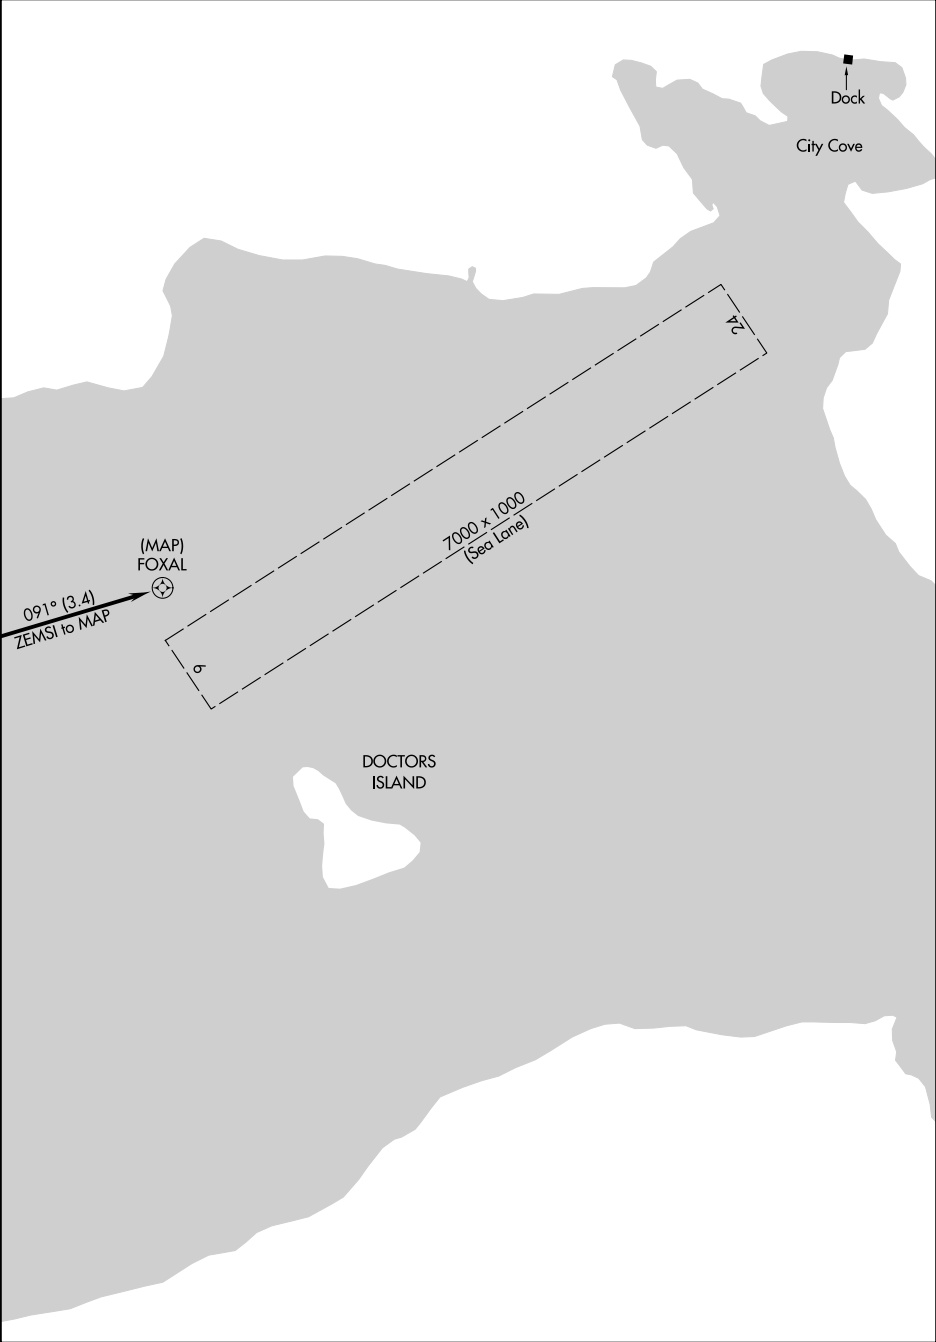 Dock
City Cove
24
7000 x 1000
(Sea Lane)
(MAP)
FOXAL
091° (3.4)
ZEMSI to MAP
6
DOCTORS
ISLAND